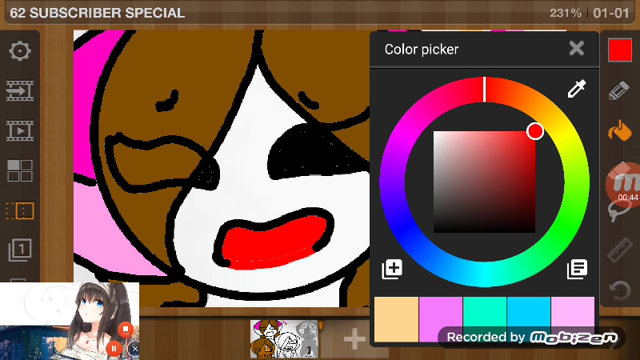 62 SUBSCRIBER SPECIAL
231% 01-01
Color picker
00:44
1
Recorded by mobizen